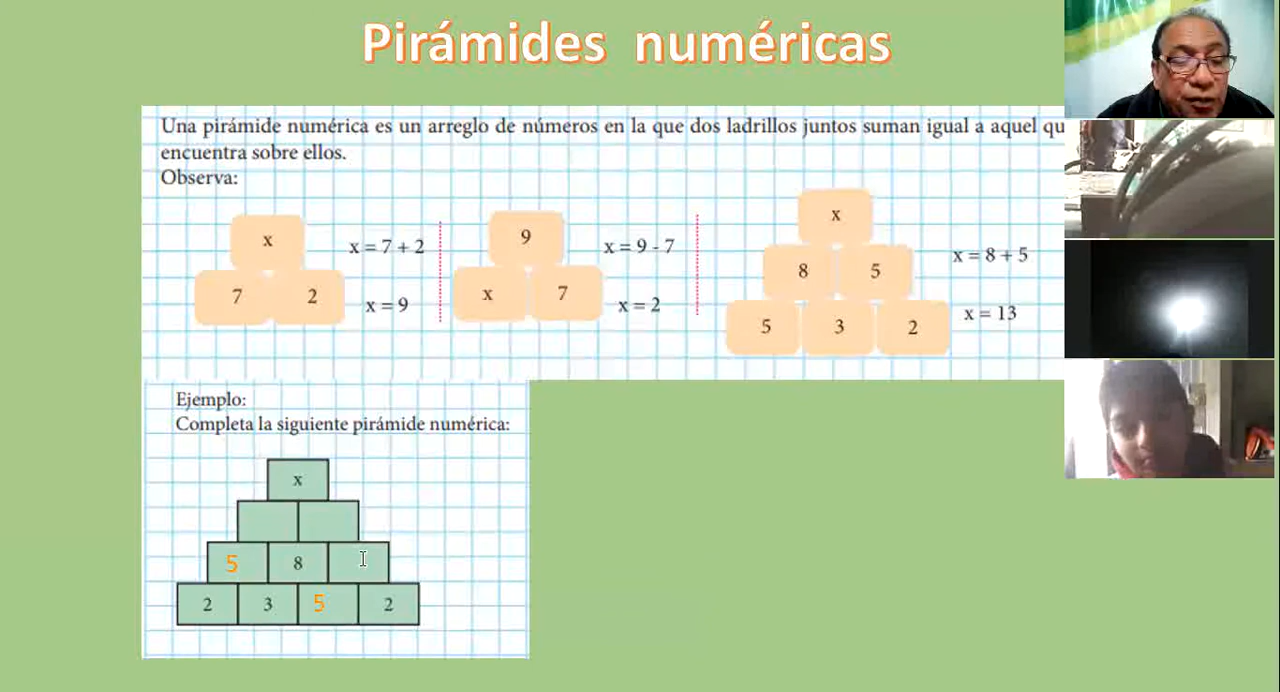 Pirámides numéricas
Una pirámide numérica es un arreglo de números en la que dos ladrillos juntos suman igual a aquel qu
encuentra sobre ellos.
Observa:
x
7 2
x = 7 + 2
x = 9
9
x 7
x = 9 - 7
x = 2
x
8 5
5 3 2
x = 8 + 5
x = 13
Ejemplo:
Completa la siguiente pirámide numérica:
x
5 8
2 3 5 2